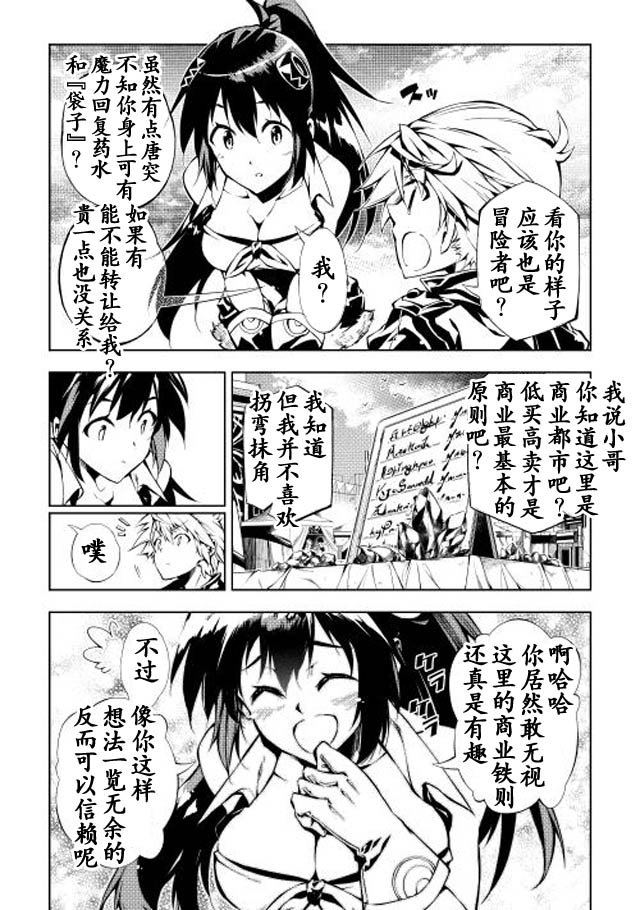 看你的样子
应该也是
冒险者吧？
我？
虽然有点唐突
不知你身上可有
魔力回复药水
和『袋子』？
如果有
能不能转让给我？
贵一点也没关系
我说小哥
你知道这里是
商业都市吧？
低买高卖才是
商业最基本的
原则吧？
我知道
但我并不喜欢
拐弯抹角
噗
啊哈哈
你居然敢无视
这里的商业铁则
还真是有趣
不过
像你这样
想法一览无余的
反而可以信赖呢